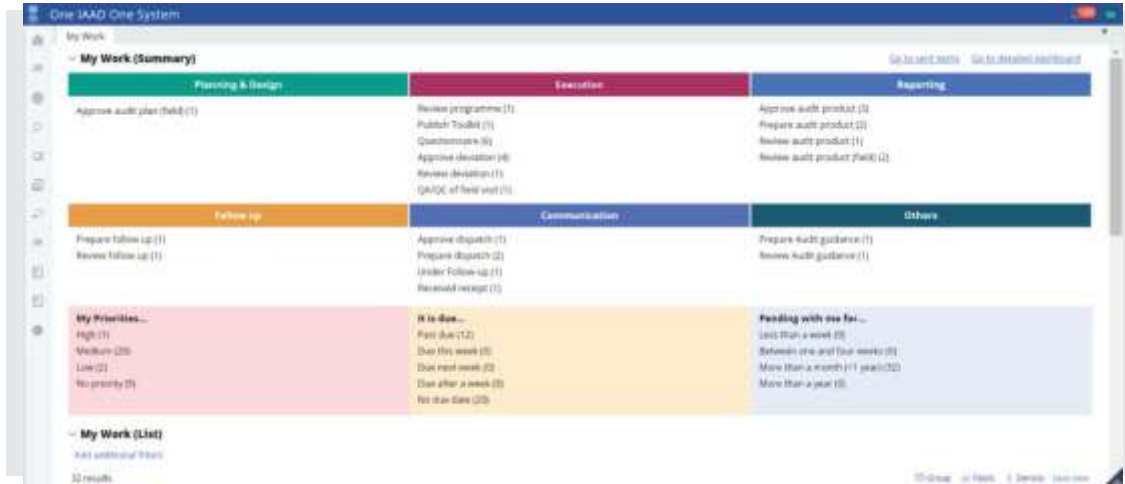 One IAAD One System
My Work
My Work (Summary)
Go to sent items Go to detailed dashboard
Planning & Design Execution Reporting
Approve audit plan (field) (1)
Review programme (1)
Publish Toolkit (1)
Questionnaire (6)
Approve deviation (4)
Review deviation (1)
QA/QC of field visit (1)
Approve audit product (3)
Prepare audit product (2)
Review audit product (1)
Review audit product (field) (2)
Follow up Communication Others
Prepare follow up (1)
Review follow up (1)
Approve dispatch (1)
Prepare dispatch (2)
Under Follow-up (1)
Received receipt (1)
Prepare Audit guidance (1)
Review Audit guidance (1)
My Priorities...
High (1)
Medium (20)
Low (2)
No priority (9)
It is due...
Past due (12)
Due this week (0)
Due next week (0)
Due after a week (0)
No due date (20)
Pending with me for...
Less than a week (0)
Between one and four weeks (0)
More than a month (<1 year) (32)
More than a year (0)
My Work (List)
Add additional filters
32 results
Group Fields Details Save view